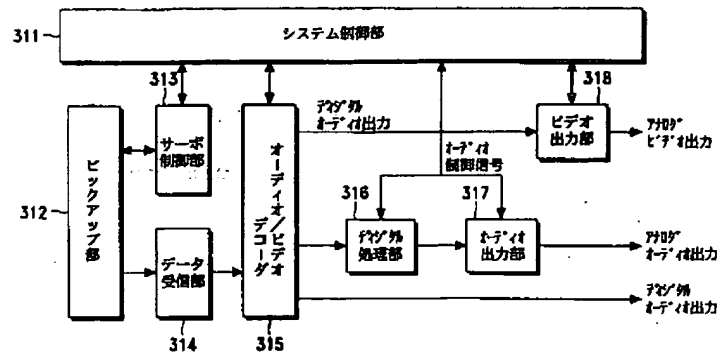 311
システム制御部
313
318
ディジタル
オーディオ出力
ビデオ
出力部
アナログ
ビデオ出力
サーボ
制御部
オーディオ
制御信号
312
ピックアップ部
オーディオ/ビデオ
デコーダ
316
317
ディジタル
処理部
オーディオ
出力部
アナログ
オーディオ出力
データ
受信部
ディジタル
オーディオ出力
314
315